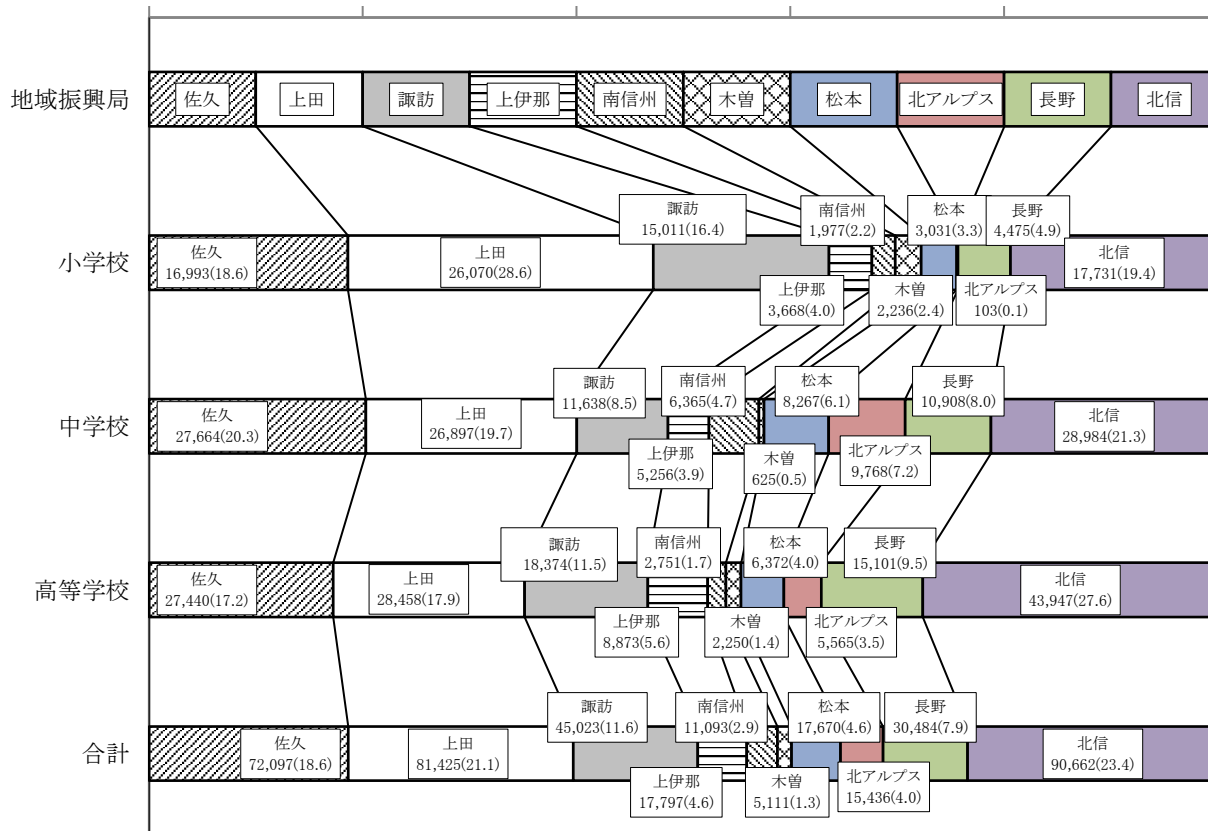 地域振興局
佐久
上田
諏訪
上伊那
南信州
木曽
松本
北アルプス
長野
北信
小学校
佐久
16,993(18.6)
上田
26,070(28.6)
諏訪
15,011(16.4)
上伊那
3,668(4.0)
南信州
1,977(2.2)
木曽
2,236(2.4)
松本
3,031(3.3)
北アルプス
103(0.1)
長野
4,475(4.9)
北信
17,731(19.4)
中学校
佐久
27,664(20.3)
上田
26,897(19.7)
諏訪
11,638(8.5)
上伊那
5,256(3.9)
南信州
6,365(4.7)
木曽
625(0.5)
松本
8,267(6.1)
北アルプス
9,768(7.2)
長野
10,908(8.0)
北信
28,984(21.3)
高等学校
佐久
27,440(17.2)
上田
28,458(17.9)
諏訪
18,374(11.5)
上伊那
8,873(5.6)
南信州
2,751(1.7)
木曽
2,250(1.4)
松本
6,372(4.0)
北アルプス
5,565(3.5)
長野
15,101(9.5)
北信
43,947(27.6)
合計
佐久
72,097(18.6)
上田
81,425(21.1)
諏訪
45,023(11.6)
上伊那
17,797(4.6)
南信州
11,093(2.9)
木曽
5,111(1.3)
松本
17,670(4.6)
北アルプス
15,436(4.0)
長野
30,484(7.9)
北信
90,662(23.4)